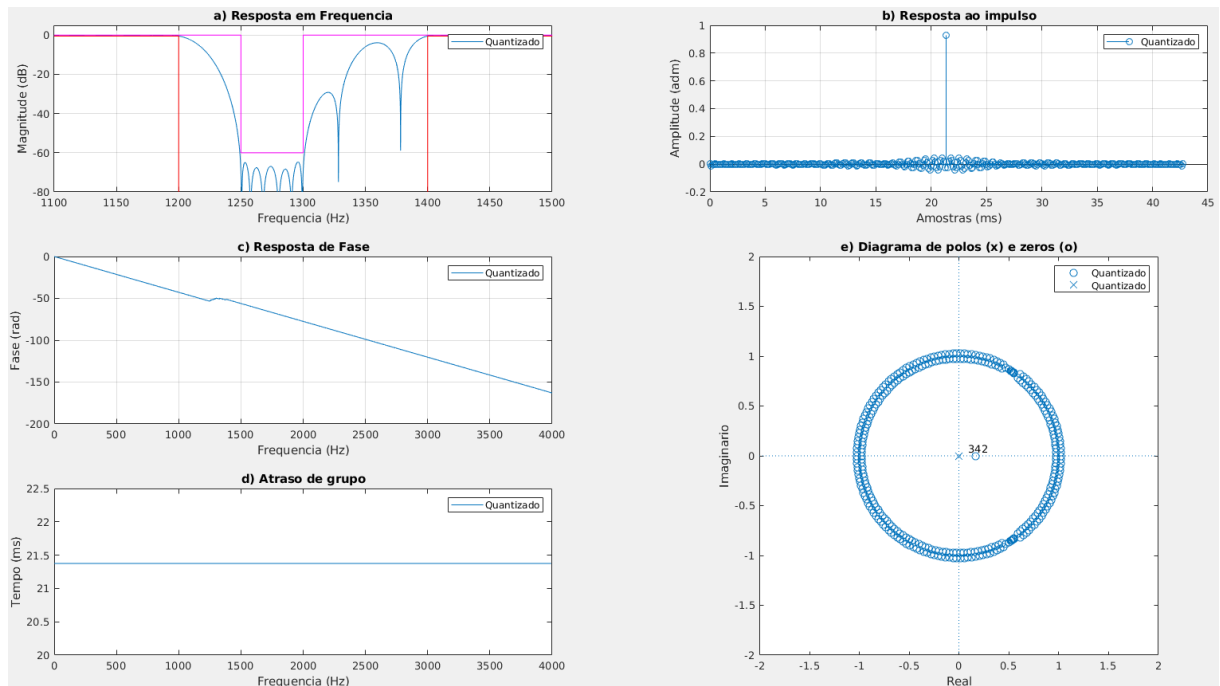 a) Resposta em Frequencia
Magnitude (dB)
0
-20
-40
-60
-80
Quantizado
1100 1150 1200 1250 1300 1350 1400 1450 1500
Frequencia (Hz)
b) Resposta ao impulso
Amplitude (adm)
1
0.8
0.6
0.4
0.2
0
-0.2
Quantizado
0 5 10 15 20 25 30 35 40 45
Amostras (ms)
c) Resposta de Fase
Fase (rad)
0
-50
-100
-150
-200
Quantizado
0 500 1000 1500 2000 2500 3000 3500 4000
Frequencia (Hz)
d) Atraso de grupo
Tempo (ms)
22.5
22
21.5
21
20.5
20
Quantizado
0 500 1000 1500 2000 2500 3000 3500 4000
Frequencia (Hz)
e) Diagrama de polos (x) e zeros (o)
Imaginario
2
1.5
1
0.5
0
-0.5
-1
-1.5
-2
Quantizado
Quantizado
342
-2 -1.5 -1 -0.5 0 0.5 1 1.5 2
Real